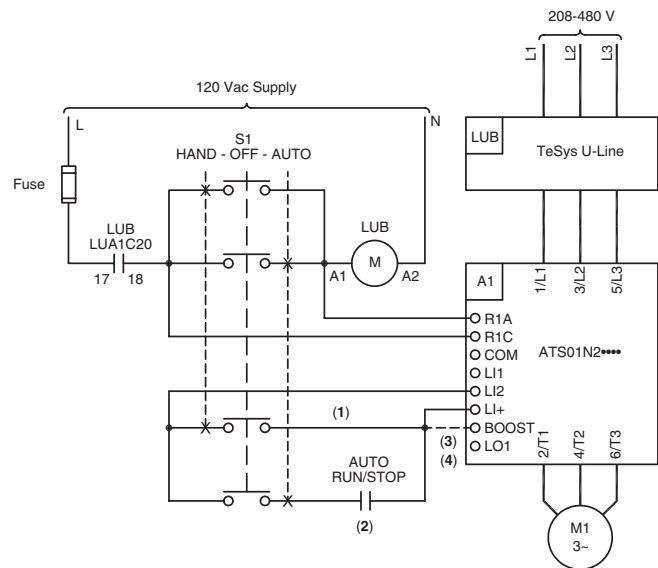 208-480 V
L1
L2
L3
120 Vac Supply
L
N
S1
HAND - OFF - AUTO
LUB
TeSys U-Line
Fuse
LUB
LUA1C20
17
18
LUB
M
A1
A2
A1
1/L1
3/L2
5/L3
R1A
R1C
COM
ATS01N2••••
LI1
LI2
(1)
LI+
BOOST
(3)
LO1
(4)
AUTO
RUN/STOP
(2)
2/T1
4/T2
6/T3
M1
3~